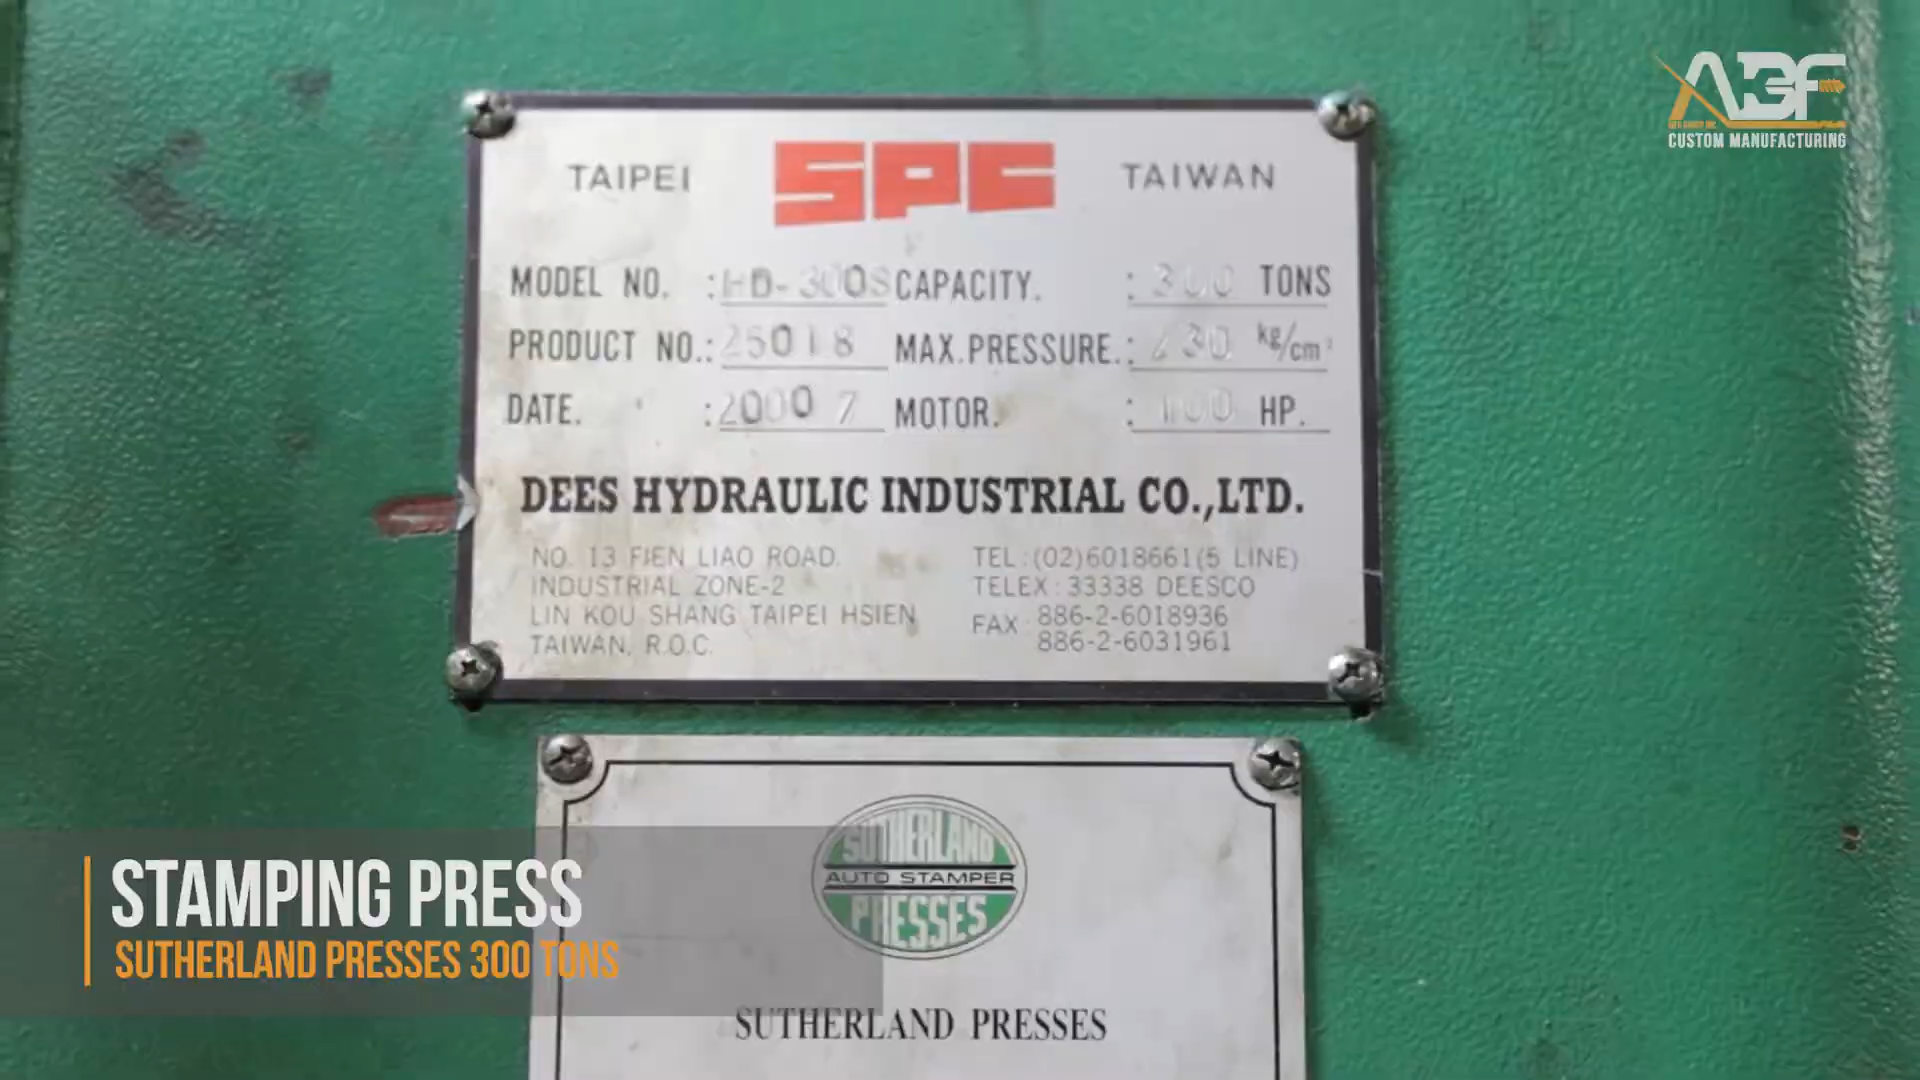 ABF
CUSTOM MANUFACTURING
TAIPEI SPC TAIWAN
MODEL NO. : HD-300S CAPACITY. : 300 TONS
PRODUCT NO.: 25018 MAX.PRESSURE.: 230 kg/cm²
DATE. : 2000 7 MOTOR. : 100 HP.
DEES HYDRAULIC INDUSTRIAL CO.,LTD.
NO. 13 FIEN LIAO ROAD. TEL:(02)6018661(5 LINE)
INDUSTRIAL ZONE-2 TELEX:33338 DEESCO
LIN KOU SHANG TAIPEI HSIEN FAX 886-2-6018936
TAIWAN, R.O.C. 886-2-6031961
SUTHERLAND
AUTO STAMPER
PRESSES
SUTHERLAND PRESSES
STAMPING PRESS
SUTHERLAND PRESSES 300 TONS